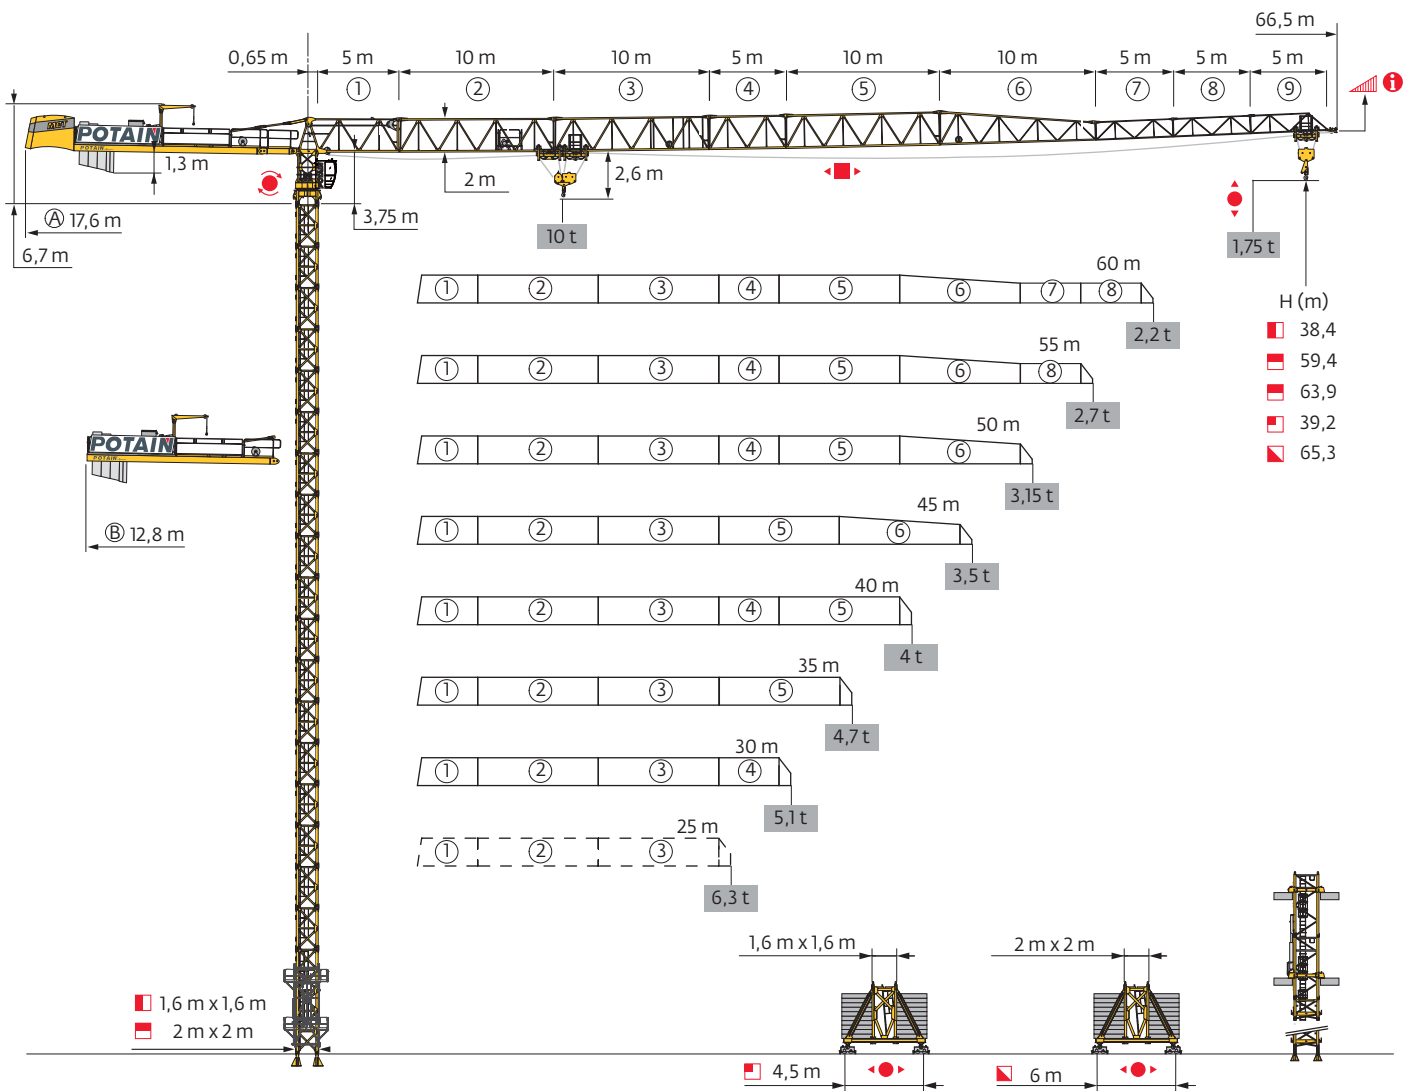 66,5 m
0,65 m 5 m 10 m 10 m 5 m 10 m 10 m 5 m 5 m 5 m
1 2 3 4 5 6 7 8 9
i
POTAIN
POTAIN
1,3 m
2 m
2,6 m
3,75 m
A 17,6 m
6,7 m
10 t
1,75 t
60 m
1 2 3 4 5 6 7 8
2,2 t
H (m)
38,4
59,4
63,9
39,2
65,3
55 m
1 2 3 4 5 6 8
2,7 t
POTAIN
POTAIN
B 12,8 m
50 m
1 2 3 4 5 6
3,15 t
45 m
1 2 3 5 6
3,5 t
40 m
1 2 3 4 5
4 t
35 m
1 2 3 5
4,7 t
30 m
1 2 3 4
5,1 t
25 m
1 2 3
6,3 t
1,6 m x 1,6 m
2 m x 2 m
1,6 m x 1,6 m
2 m x 2 m
4,5 m
6 m